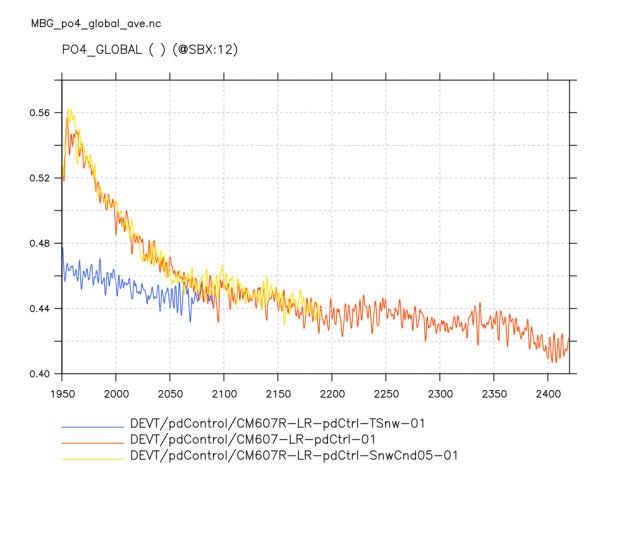 MBG_po4_global_ave.nc
PO4_GLOBAL ( ) (@SBX:12)
0.56
0.52
0.48
0.44
0.40
1950 2000 2050 2100 2150 2200 2250 2300 2350 2400
DEVT/pdControl/CM607R-LR-pdCtrl-TSnw-01
DEVT/pdControl/CM607-LR-pdCtrl-01
DEVT/pdControl/CM607R-LR-pdCtrl-SnwCnd05-01